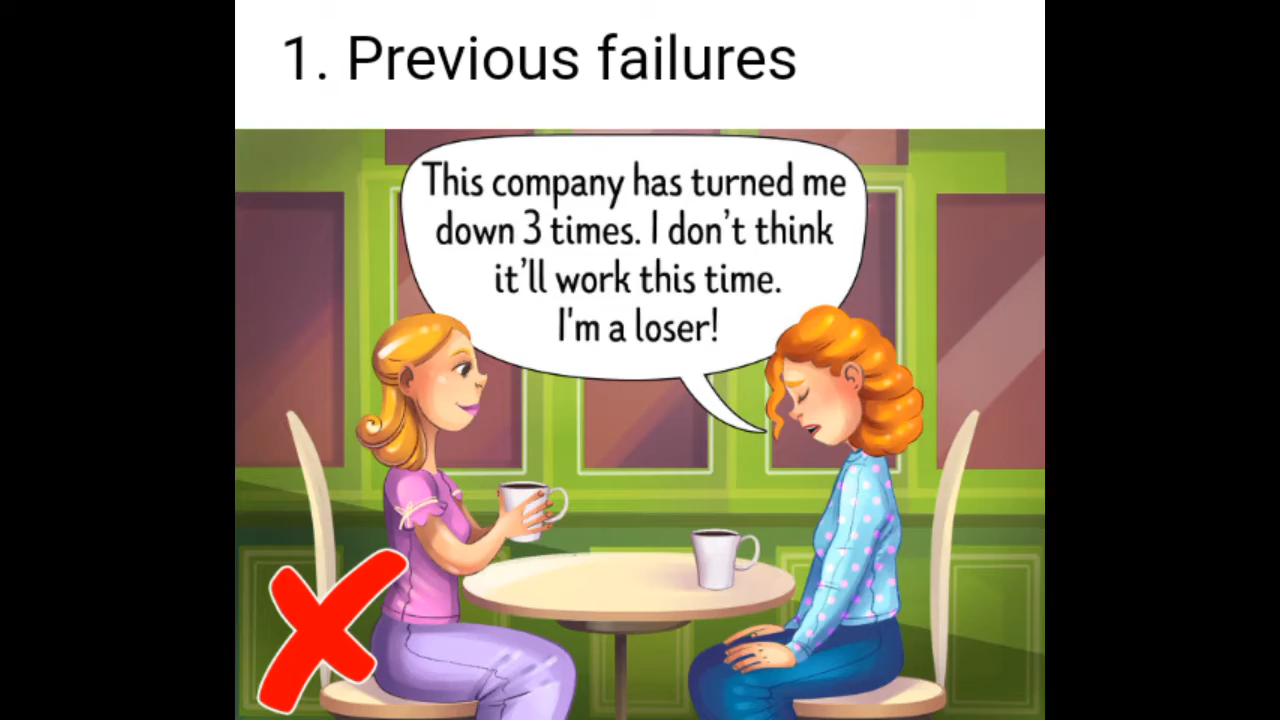 1. Previous failures
This company has turned me
down 3 times. I don’t think
it’ll work this time.
I'm a loser!